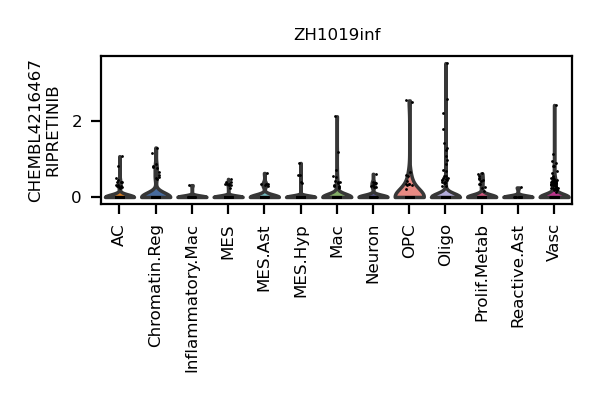 ZH1019inf
CHEMBL4216467
RIPRETINIB
2
0
AC
Chromatin.Reg
Inflammatory.Mac
MES
MES.Ast
MES.Hyp
Mac
Neuron
OPC
Oligo
Prolif.Metab
Reactive.Ast
Vasc